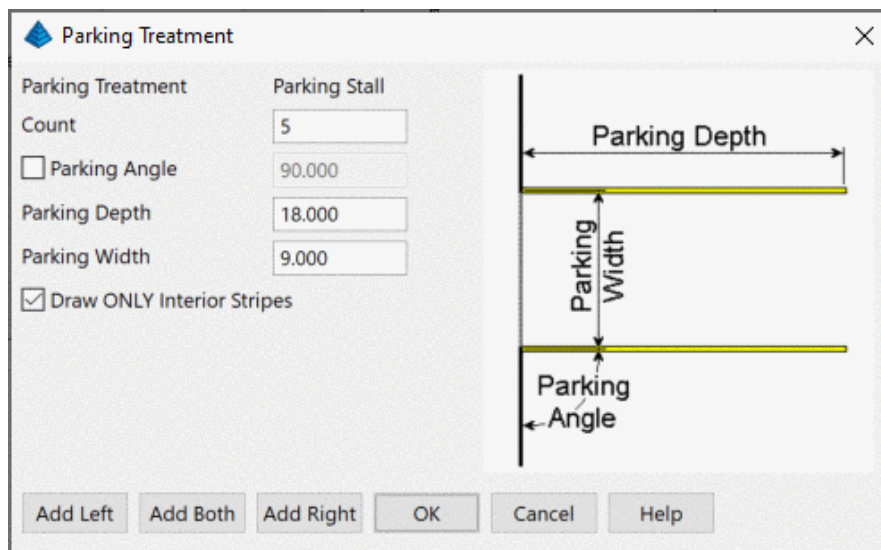 Parking Treatment
Parking Treatment Parking Stall
Count 5
Parking Angle 90.000
Parking Depth 18.000
Parking Width 9.000
Draw ONLY Interior Stripes
Parking Depth
Parking
Width
Parking
Angle
Add Left Add Both Add Right OK Cancel Help